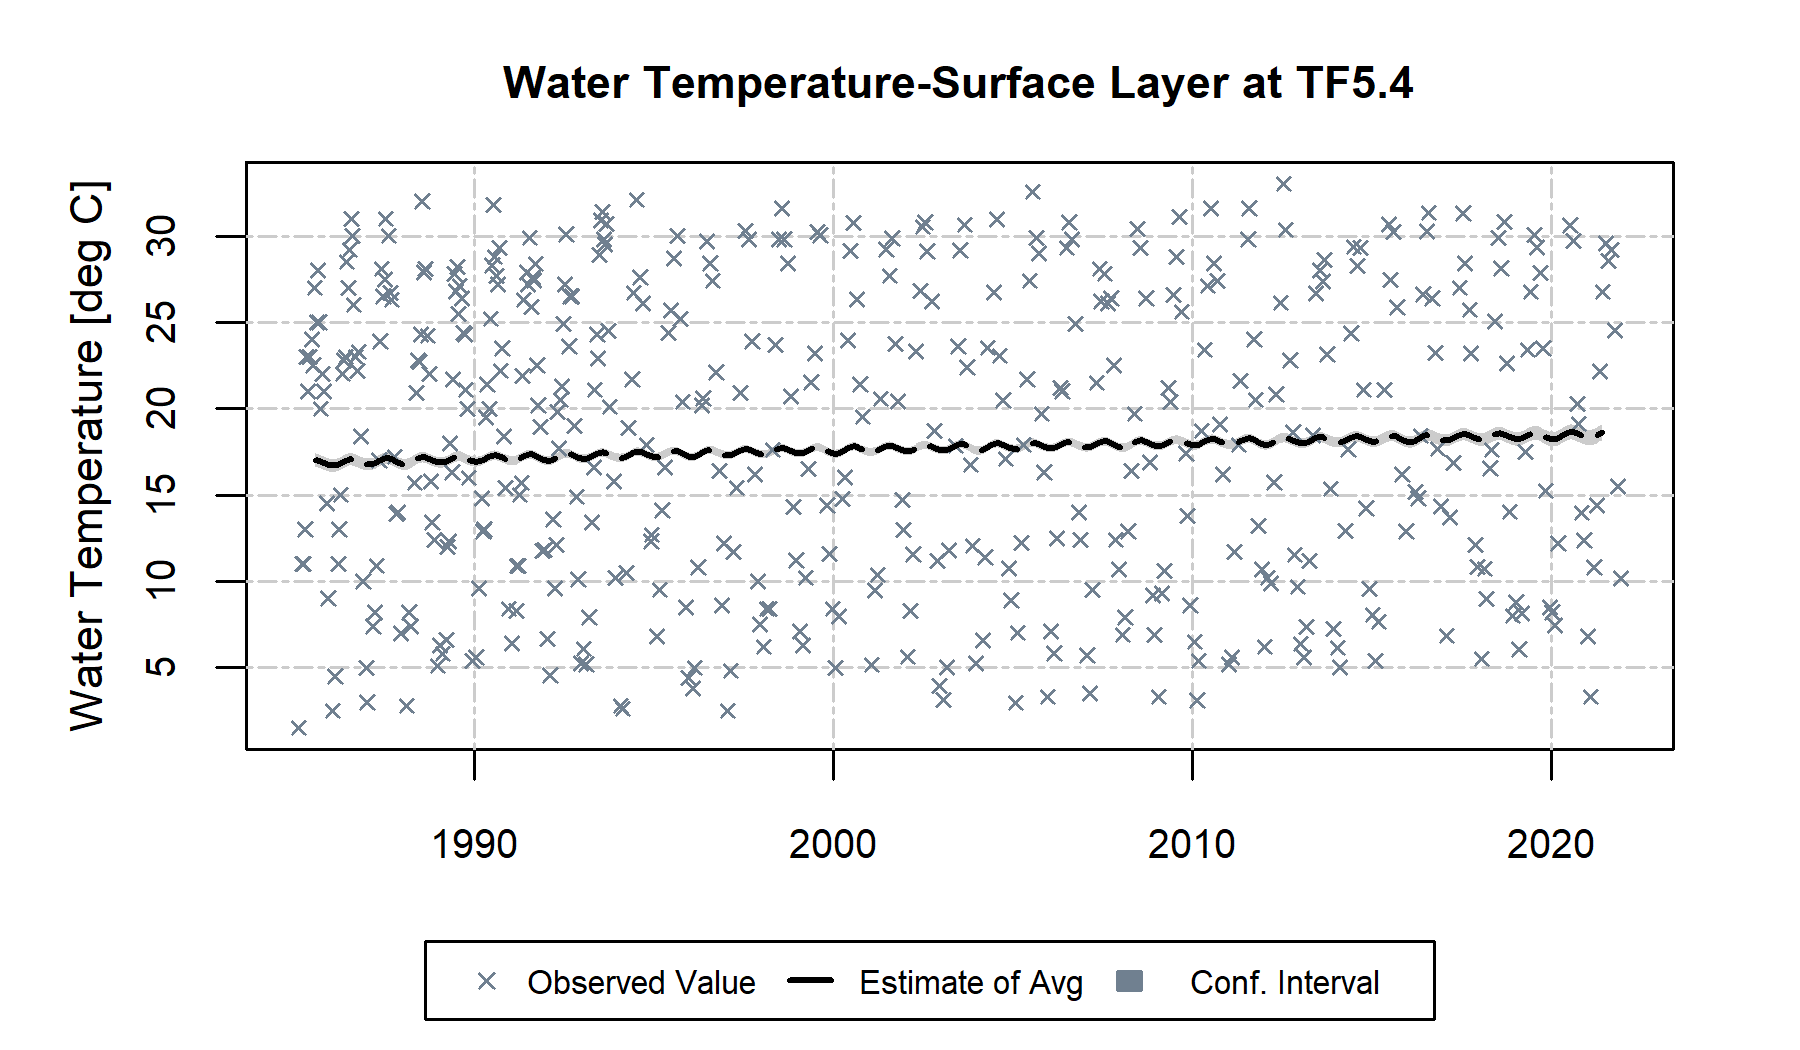 Water Temperature-Surface Layer at TF5.4
Water Temperature [deg C]
30
25
20
15
10
5
1990 2000 2010 2020
Observed Value Estimate of Avg Conf. Interval